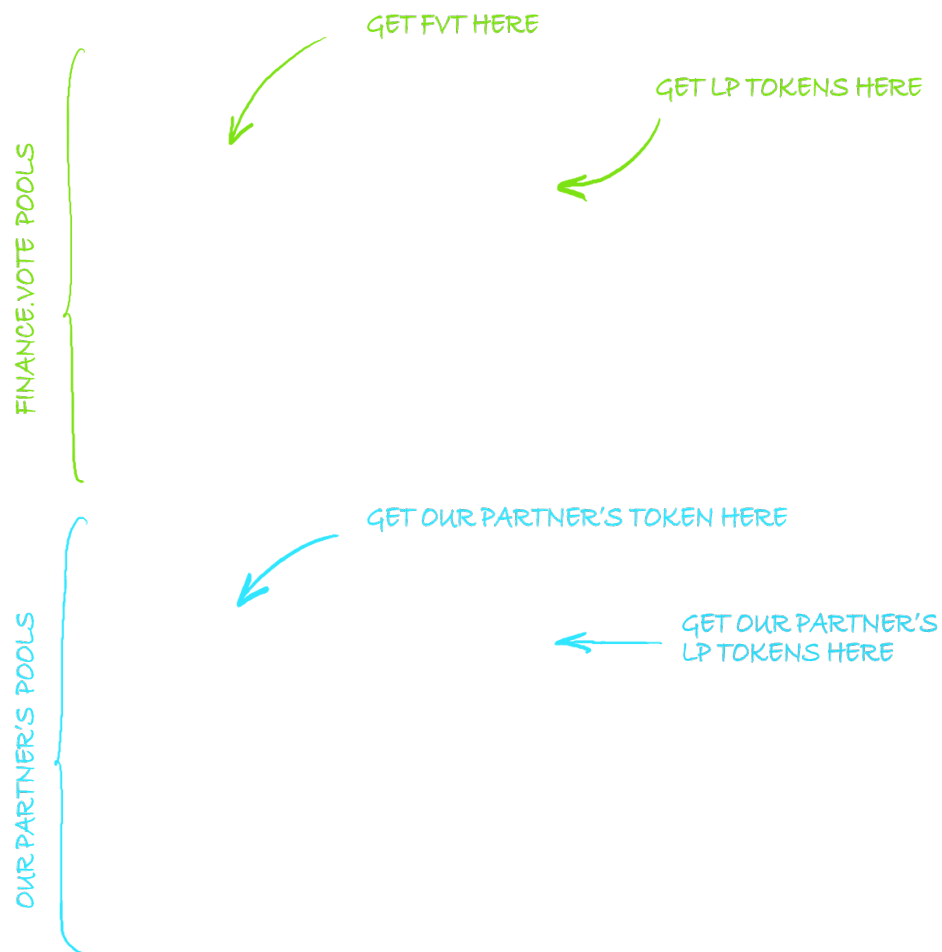 GET FVT HERE
GET LP TOKENS HERE
FINANCE.VOTE POOLS
GET OUR PARTNER'S TOKEN HERE
GET OUR PARTNER'S
LP TOKENS HERE
OUR PARTNER'S POOLS